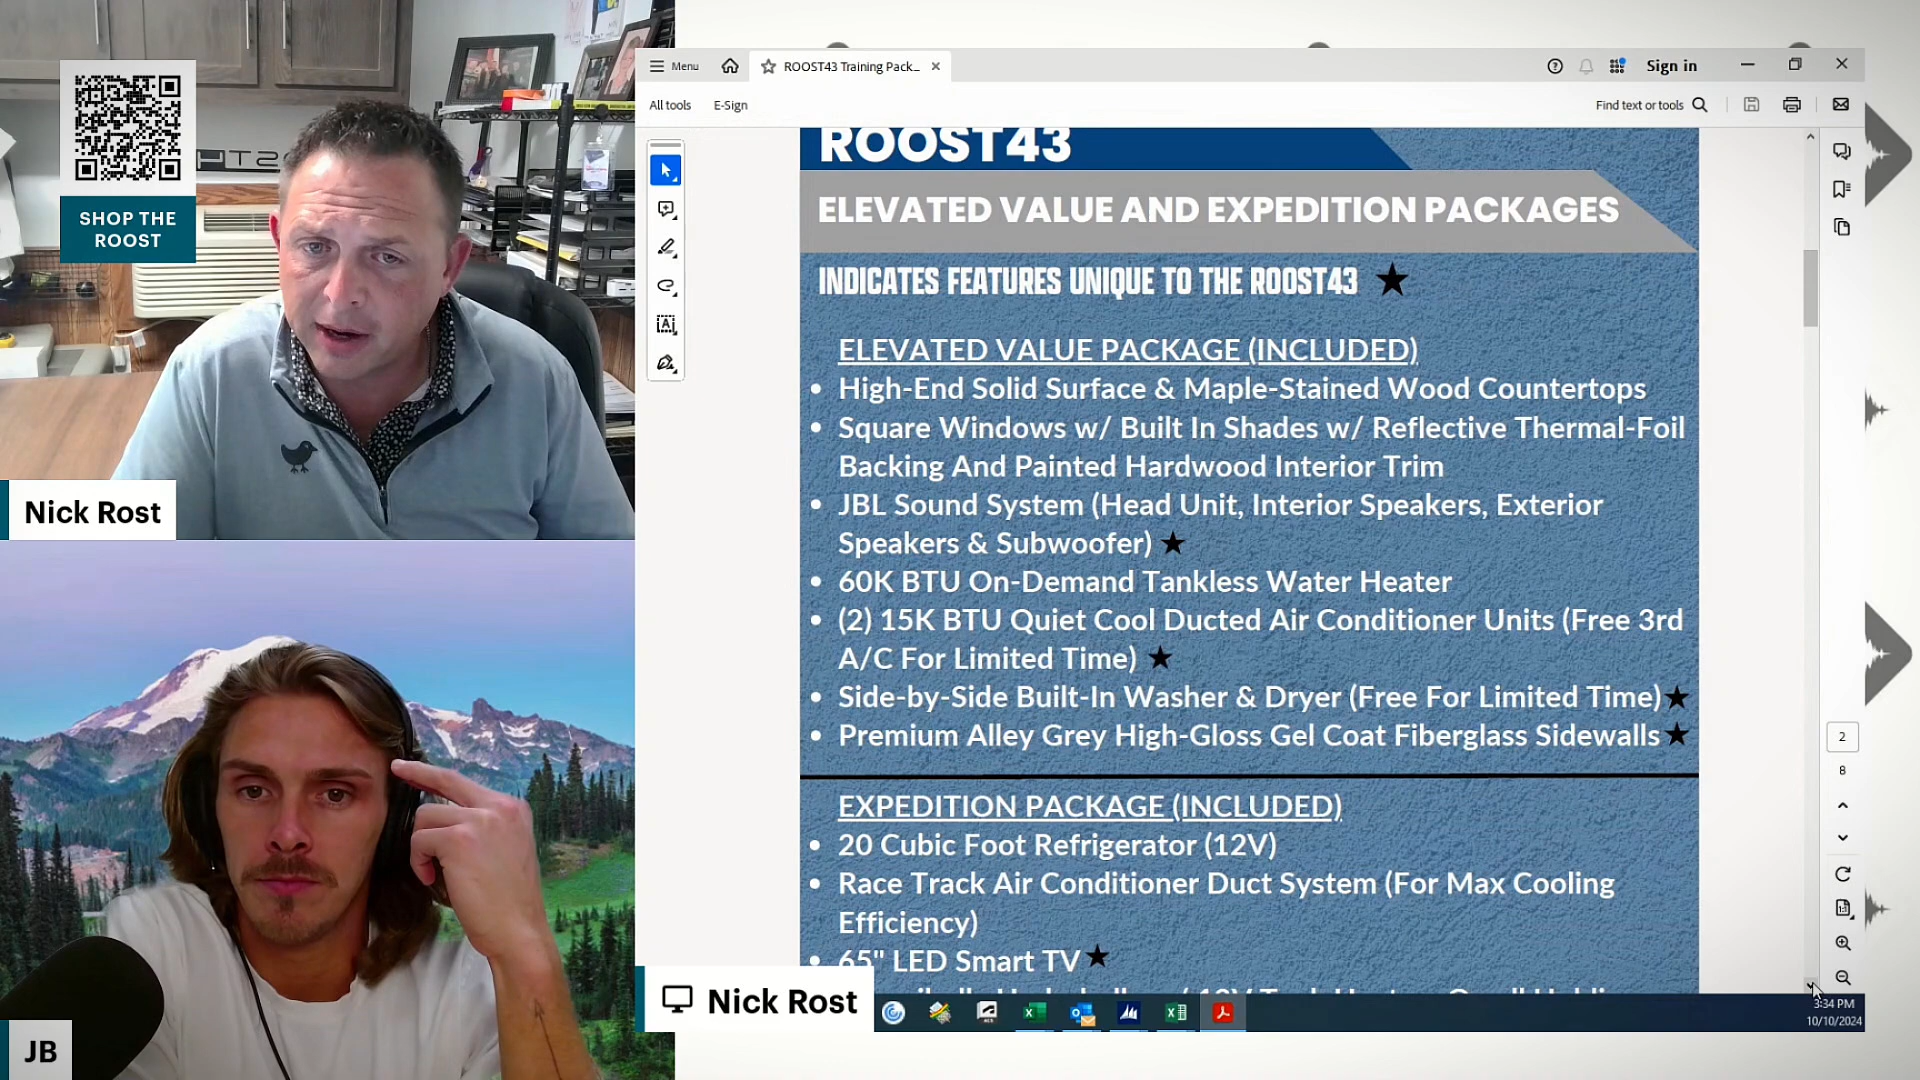 SHOP THE
ROOST
Nick Rost
JB
Menu
ROOST43 Training Pack...
Sign in
All tools
E-Sign
Find text or tools
ROOST43
ELEVATED VALUE AND EXPEDITION PACKAGES
INDICATES FEATURES UNIQUE TO THE ROOST43 ★
ELEVATED VALUE PACKAGE (INCLUDED)
• High-End Solid Surface & Maple-Stained Wood Countertops
• Square Windows w/ Built In Shades w/ Reflective Thermal-Foil
Backing And Painted Hardwood Interior Trim
• JBL Sound System (Head Unit, Interior Speakers, Exterior
Speakers & Subwoofer) ★
• 60K BTU On-Demand Tankless Water Heater
• (2) 15K BTU Quiet Cool Ducted Air Conditioner Units (Free 3rd
A/C For Limited Time) ★
• Side-by-Side Built-In Washer & Dryer (Free For Limited Time) ★
• Premium Alley Grey High-Gloss Gel Coat Fiberglass Sidewalls ★
EXPEDITION PACKAGE (INCLUDED)
• 20 Cubic Foot Refrigerator (12V)
• Race Track Air Conditioner Duct System (For Max Cooling
Efficiency)
• 65" LED Smart TV ★
2
8
Nick Rost
3:34 PM
10/10/2024